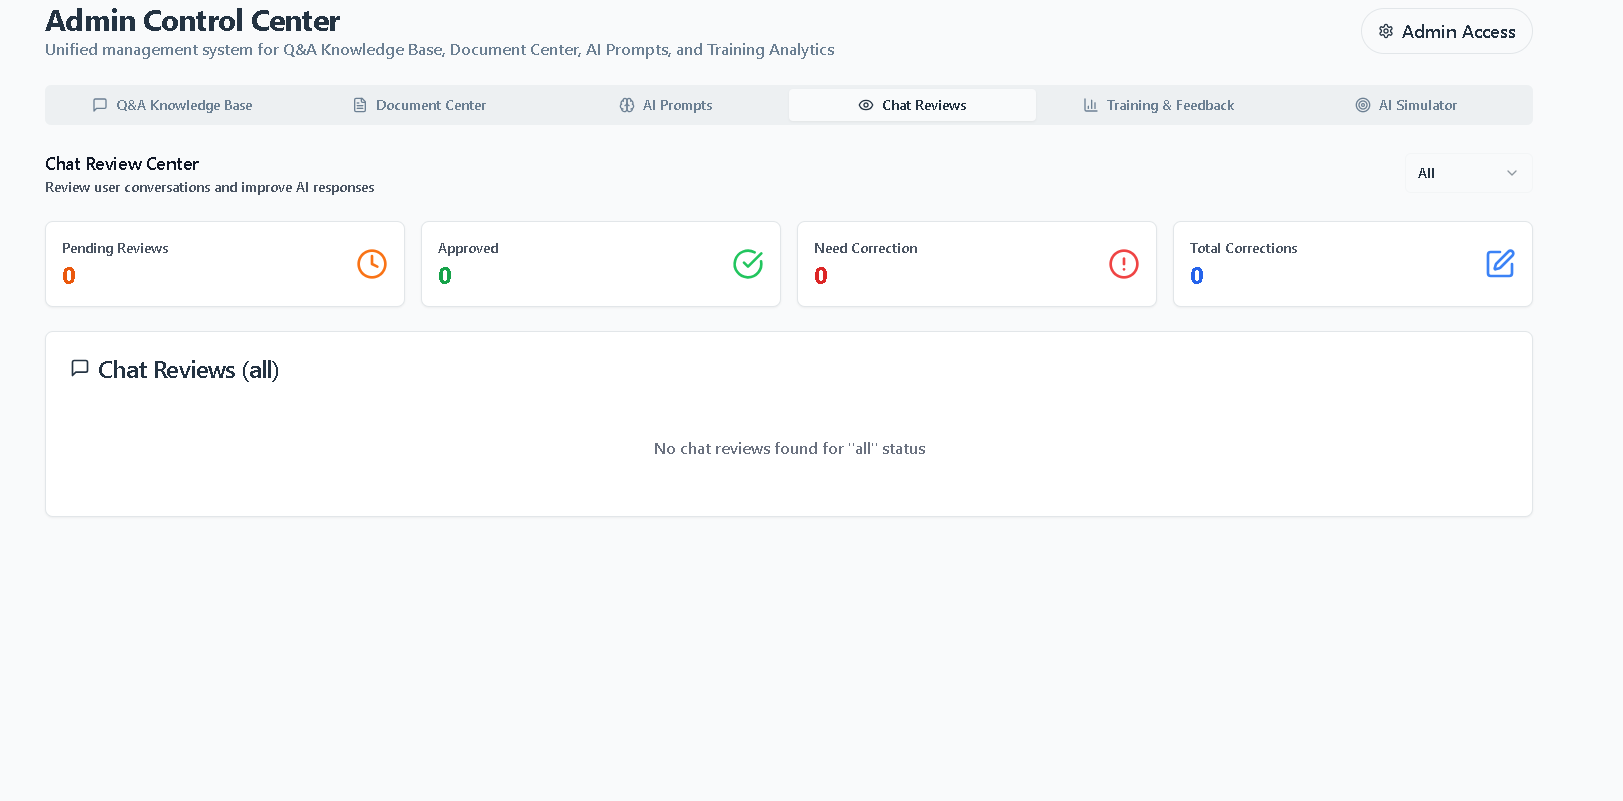 Admin Control Center
Unified management system for Q&A Knowledge Base, Document Center, AI Prompts, and Training Analytics
Admin Access
Q&A Knowledge Base
Document Center
AI Prompts
Chat Reviews
Training & Feedback
AI Simulator
Chat Review Center
Review user conversations and improve AI responses
All
Pending Reviews
0
Approved
0
Need Correction
0
Total Corrections
0
Chat Reviews (all)
No chat reviews found for "all" status